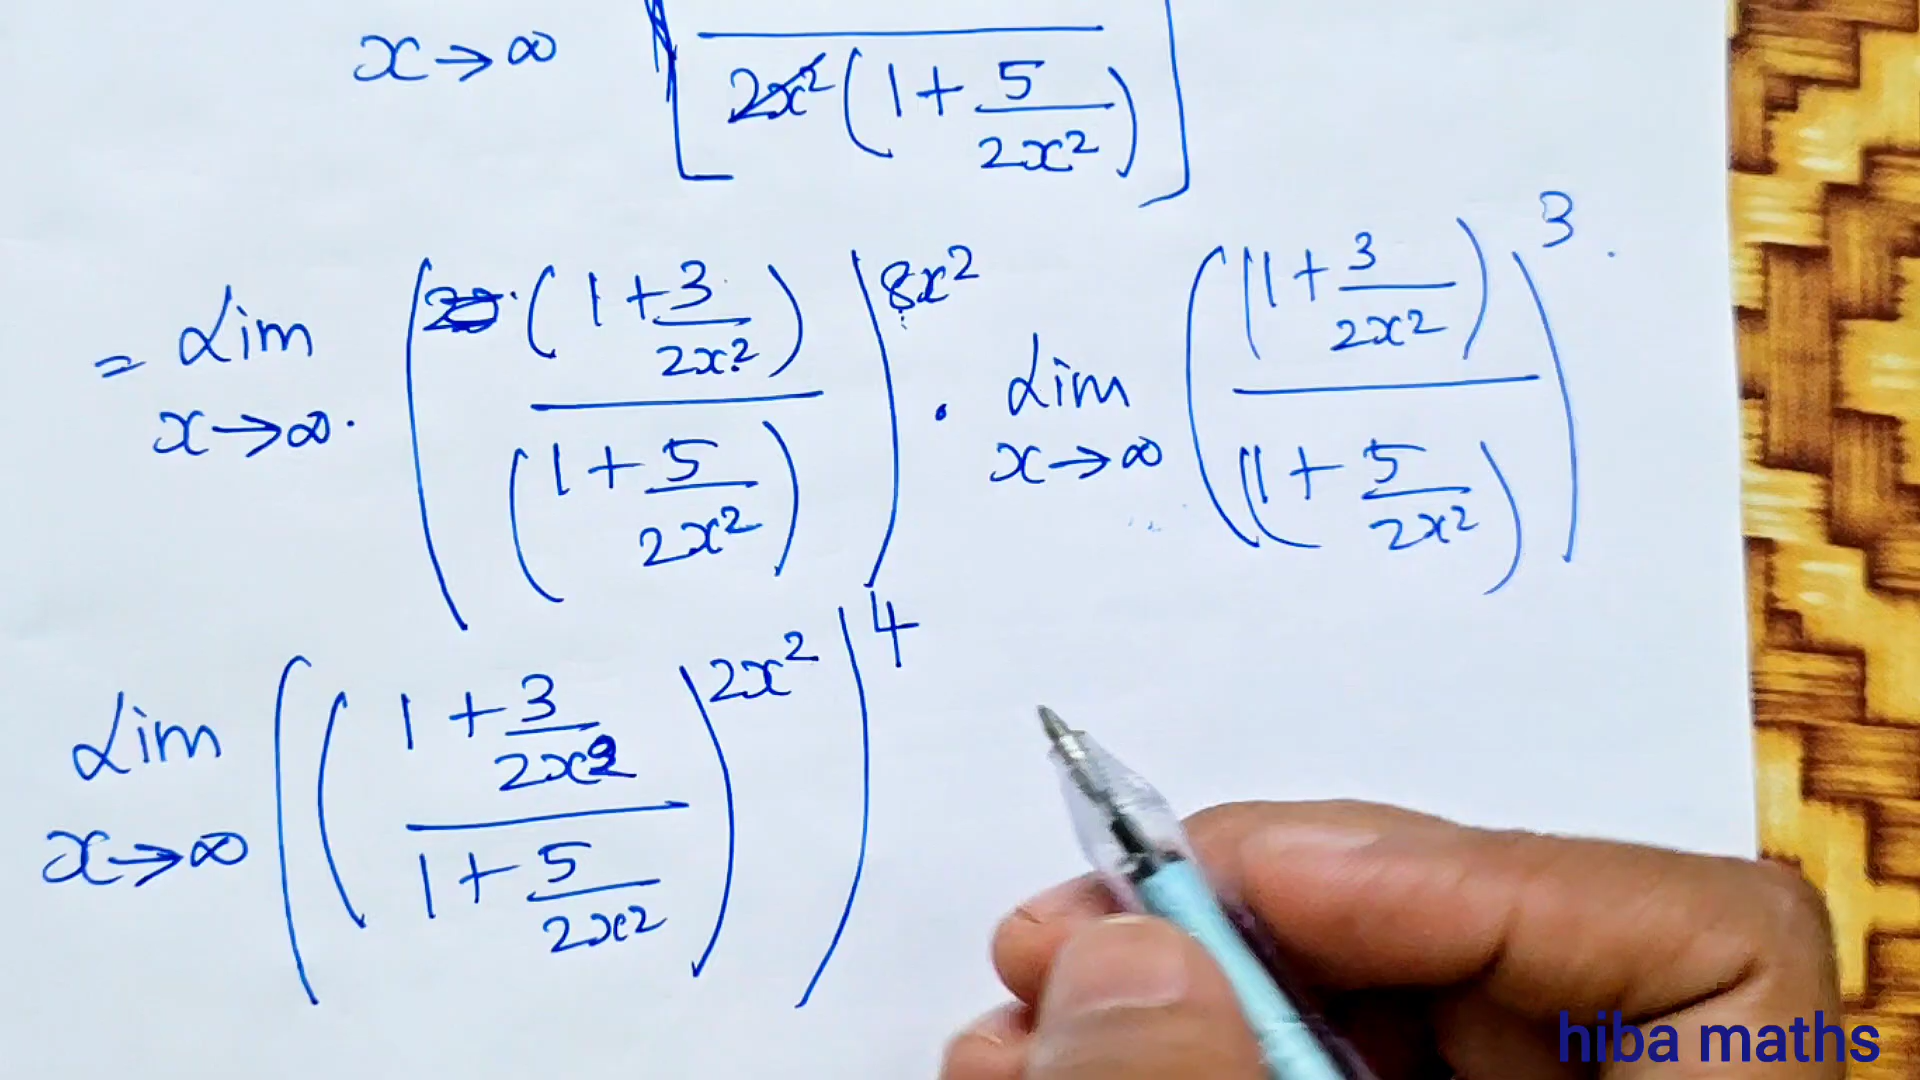 x → ∞ [ / 2x² (1 + 5/2x²) ]
= Lim x → ∞ . ( (1 + 3/2x²) / (1 + 5/2x²) )^8x² . Lim x → ∞ ( (1 + 3/2x²) / (1 + 5/2x²) )^3 .
Lim x → ∞ ( ( 1 + 3/2x² / 1 + 5/2x² )^2x² )^4
hiba maths